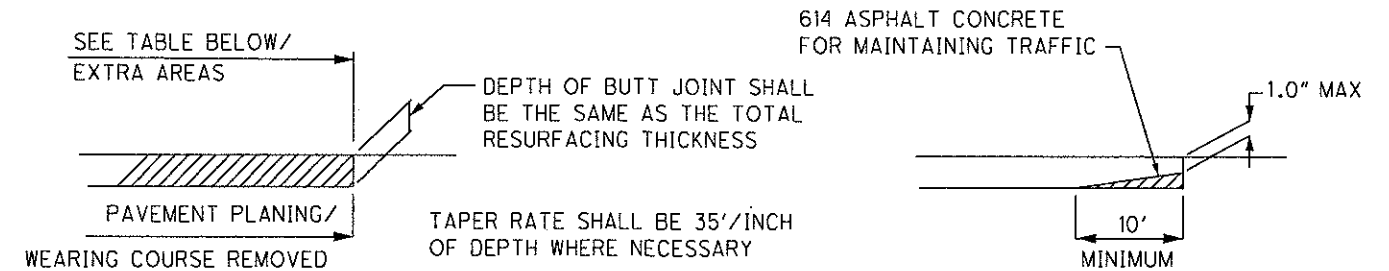 SEE TABLE BELOW/
EXTRA AREAS
DEPTH OF BUTT JOINT SHALL
BE THE SAME AS THE TOTAL
RESURFACING THICKNESS
PAVEMENT PLANING/
WEARING COURSE REMOVED
TAPER RATE SHALL BE 35'/INCH
OF DEPTH WHERE NECESSARY
614 ASPHALT CONCRETE
FOR MAINTAINING TRAFFIC
1.0" MAX
10'
MINIMUM